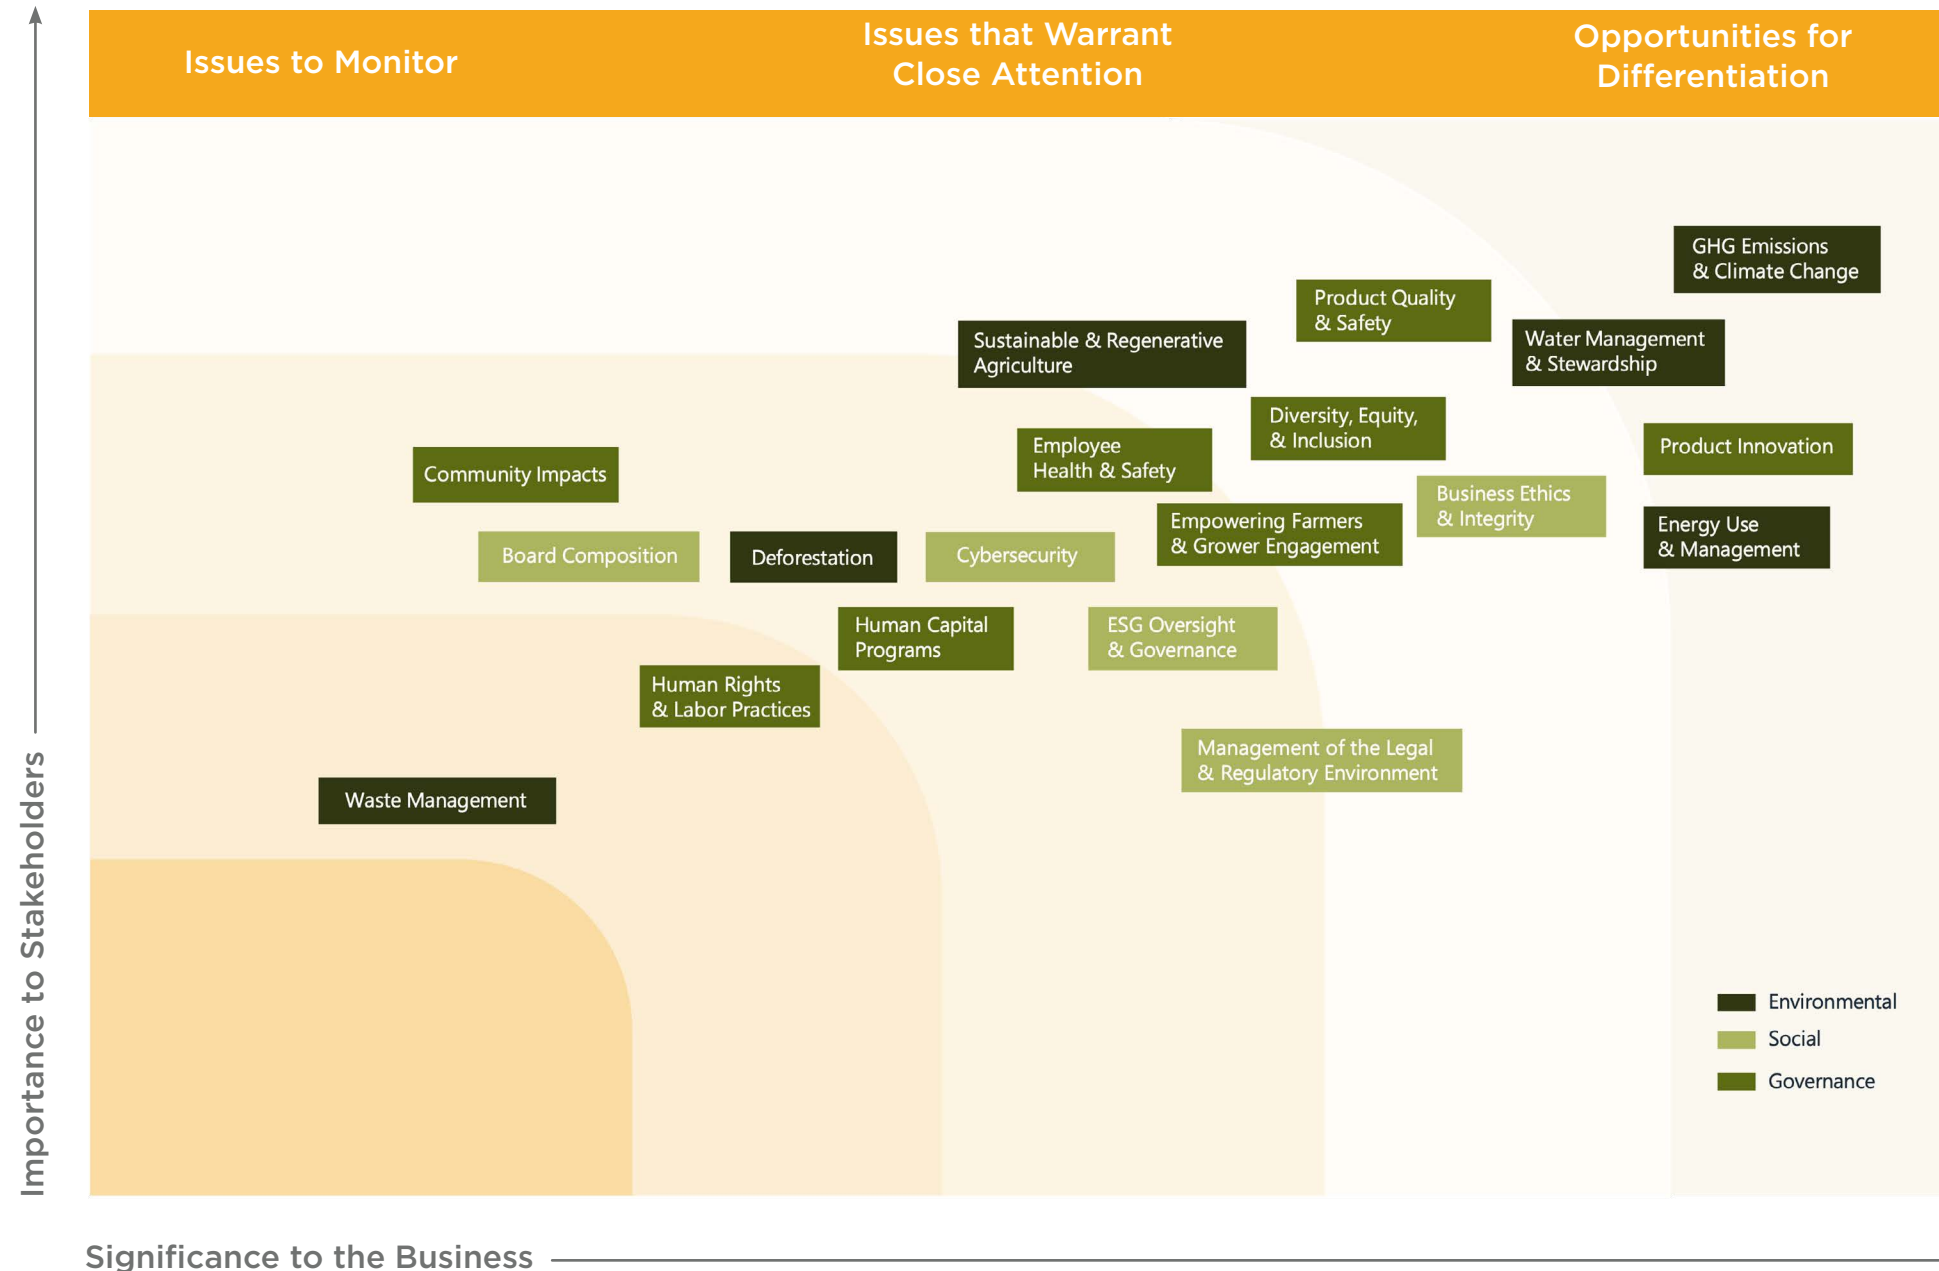 Issues to Monitor
Issues that Warrant
Close Attention
Opportunities for
Differentiation
GHG Emissions
& Climate Change
Product Quality
& Safety
Sustainable & Regenerative
Agriculture
Water Management
& Stewardship
Diversity, Equity,
& Inclusion
Employee
Health & Safety
Product Innovation
Community Impacts
Business Ethics
& Integrity
Empowering Farmers
& Grower Engagement
Energy Use
& Management
Board Composition
Deforestation
Cybersecurity
Human Capital
Programs
ESG Oversight
& Governance
Human Rights
& Labor Practices
Management of the Legal
& Regulatory Environment
Waste Management
Environmental
Social
Governance
Importance to Stakeholders
Significance to the Business